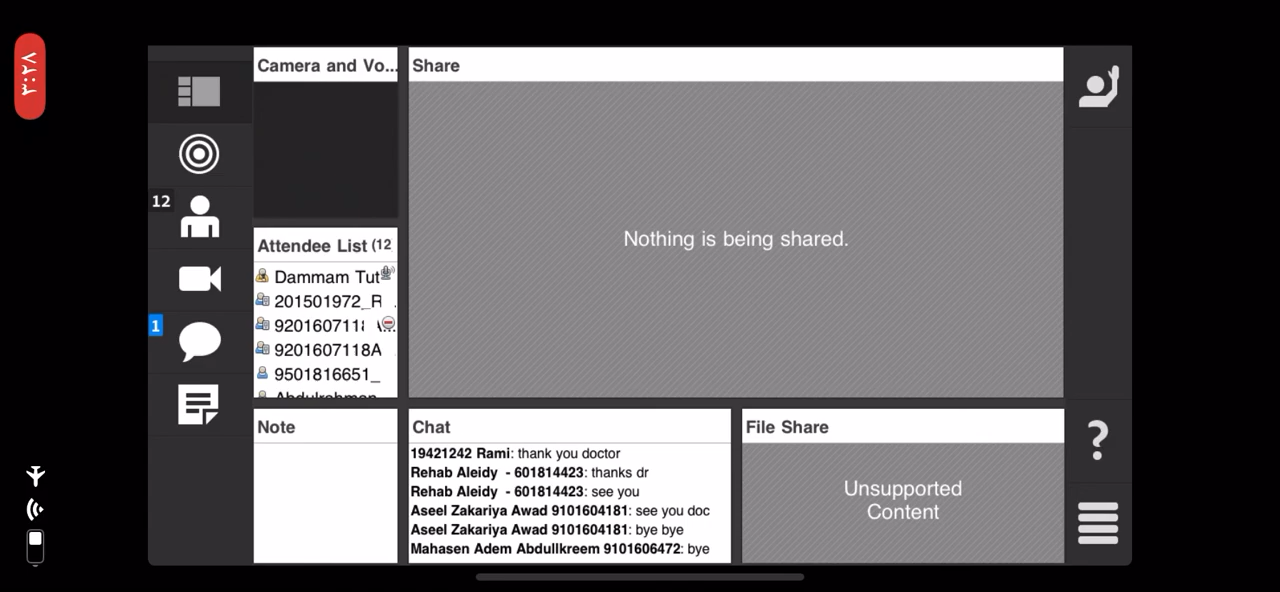 ٢:٢٧
Camera and Vo...
Share
12
Nothing is being shared.
Attendee List (12
Dammam Tut
201501972_R
9201607118
9201607118A
1
9501816651_
Abdulrahman
Note
Chat
File Share
19421242 Rami: thank you doctor
Rehab Aleidy - 601814423: thanks dr
Rehab Aleidy - 601814423: see you
Aseel Zakariya Awad 9101604181: see you doc
Aseel Zakariya Awad 9101604181: bye bye
Mahasen Adem Abdullkreem 9101606472: bye
Unsupported
Content
?